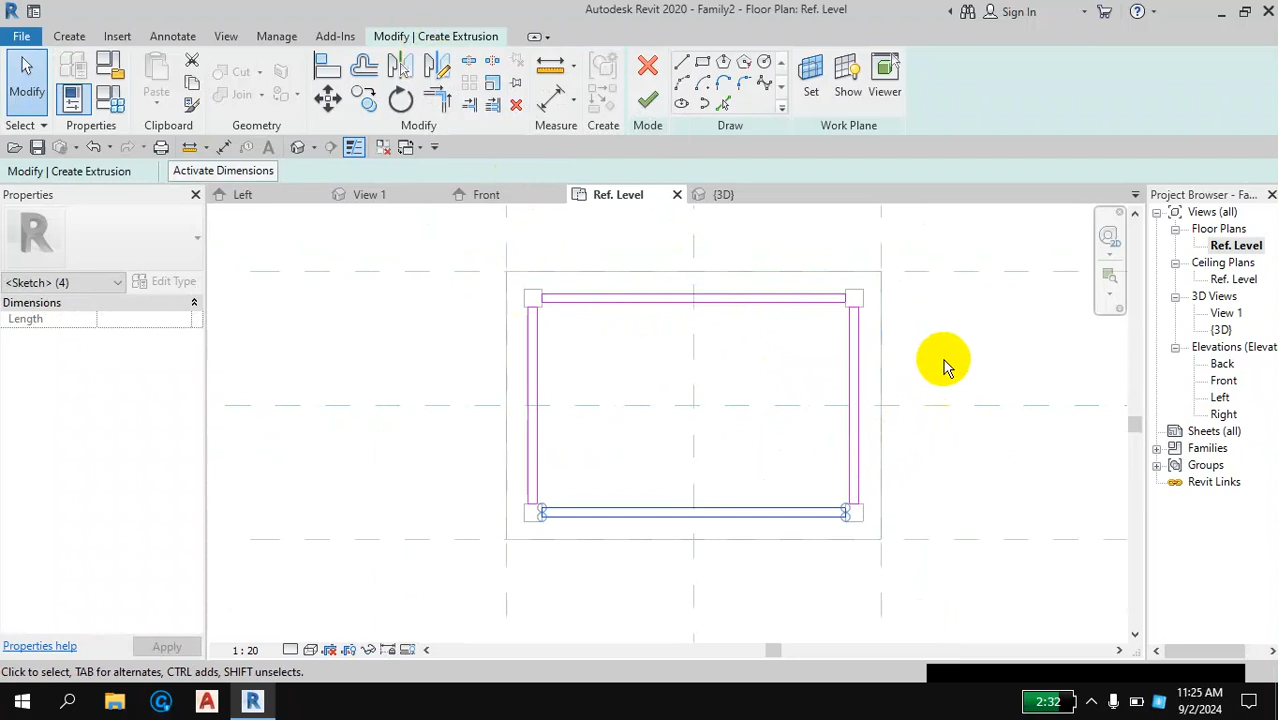 Autodesk Revit 2020 - Family2 - Floor Plan: Ref. Level
Sign In
File
Create
Insert
Annotate
View
Manage
Add-Ins
Modify | Create Extrusion
Modify
Paste
Cut
Join
Set
Show
Viewer
Select
Properties
Clipboard
Geometry
Modify
Measure
Create
Mode
Draw
Work Plane
Modify | Create Extrusion
Activate Dimensions
Properties
Left
View 1
Front
Ref. Level
{3D}
Project Browser - Fa
Views (all)
Floor Plans
Ref. Level
Ceiling Plans
Ref. Level
3D Views
View 1
{3D}
Elevations (Elevat
Back
Front
Left
Right
Sheets (all)
Families
Groups
Revit Links
<Sketch> (4)
Edit Type
Dimensions
Length
2D
Properties help
Apply
1 : 20
Click to select, TAB for alternates, CTRL adds, SHIFT unselects.
2:32
11:25 AM
9/2/2024